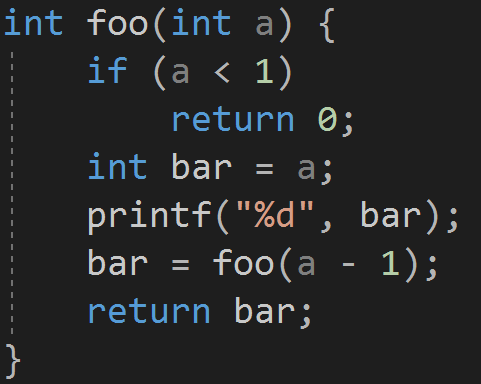 int foo(int a) {
    if (a < 1)
        return 0;
    int bar = a;
    printf("%d", bar);
    bar = foo(a - 1);
    return bar;
}